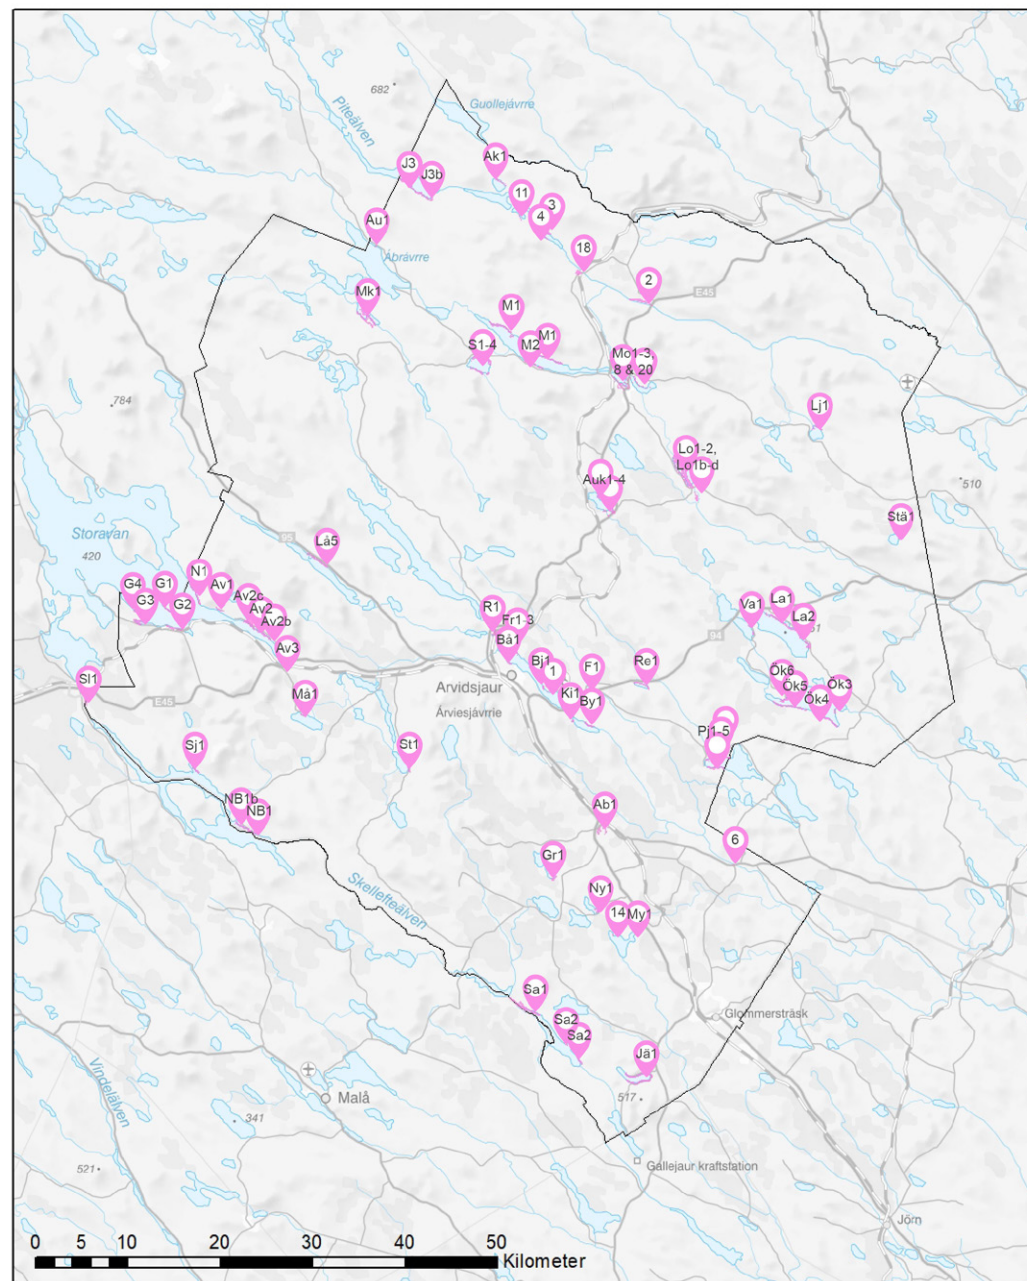 682
Guollejávrre
Piteälven
Ak1
J3
J3b
11
3
4
Au1
Ábrávrre
18
2
E45
Mk1
M1
S1-4
M2
M1
Mo1-3,
8 & 20
784
Lj1
Lo1-2,
Lo1b-d
Auk1-4
510
Stä1
Storavan
420
95
Lå5
N1
G4
G1
G3
G2
Av1
Av2c
Av2
Av2b
Av3
R1
Fr1-3
Bå1
Va1
La1
La2
94
Sl1
E45
Må1
Arvidsjaur
Árviesjávrrie
Bj1
1
F1
Re1
Ki1
By1
Ök6
Ök5
Ök4
Ök3
Pj1-5
Sj1
St1
NB1b
NB1
Ab1
6
Gr1
Skellefteälven
Ny1
14
My1
Sa1
Sa2
Sa2
Glommersträsk
Jä1
517
Vindelälven
Malå
341
521
Gallejaur kraftstation
Jörn
0 5 10 20 30 40 50
Kilometer